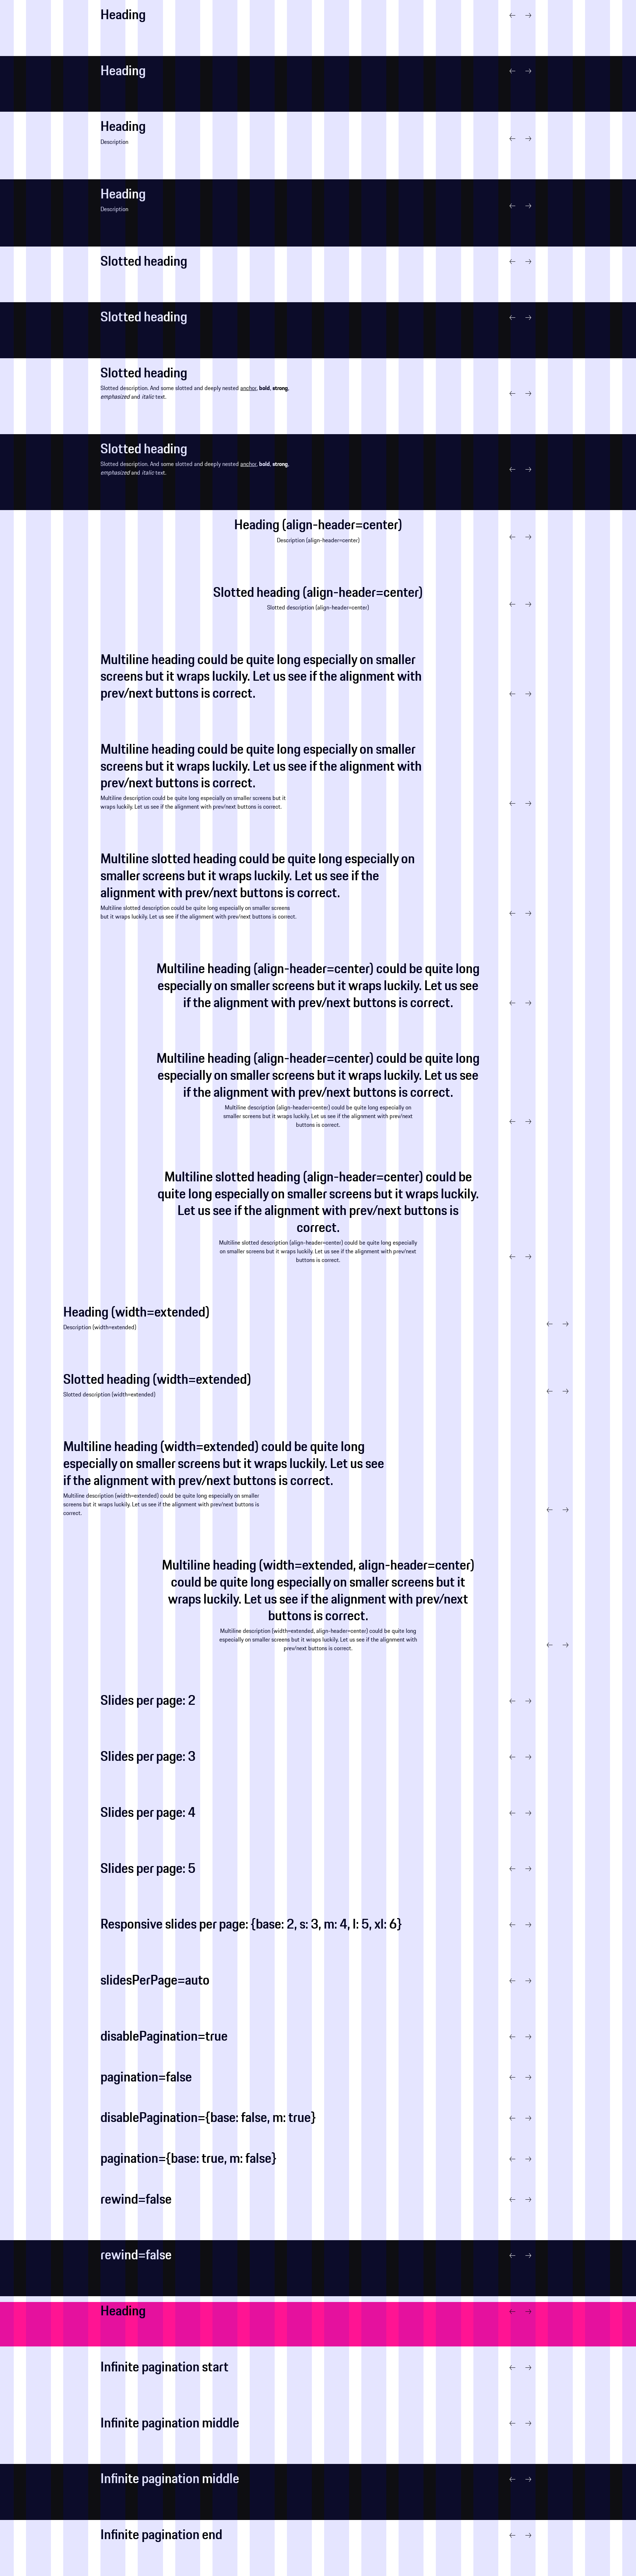 Heading
Heading
Heading
Description
Heading
Description
Slotted heading
Slotted heading
Slotted heading
Slotted description. And some slotted and deeply nested anchor, bold, strong,
emphasized and italic text.
Slotted heading
Slotted description. And some slotted and deeply nested anchor, bold, strong,
emphasized and italic text.
Heading (align-header=center)
Description (align-header=center)
Slotted heading (align-header=center)
Slotted description (align-header=center)
Multiline heading could be quite long especially on smaller
screens but it wraps luckily. Let us see if the alignment with
prev/next buttons is correct.
Multiline heading could be quite long especially on smaller
screens but it wraps luckily. Let us see if the alignment with
prev/next buttons is correct.
Multiline description could be quite long especially on smaller screens but it
wraps luckily. Let us see if the alignment with prev/next buttons is correct.
Multiline slotted heading could be quite long especially on
smaller screens but it wraps luckily. Let us see if the
alignment with prev/next buttons is correct.
Multiline slotted description could be quite long especially on smaller screens
but it wraps luckily. Let us see if the alignment with prev/next buttons is correct.
Multiline heading (align-header=center) could be quite long
especially on smaller screens but it wraps luckily. Let us see
if the alignment with prev/next buttons is correct.
Multiline heading (align-header=center) could be quite long
especially on smaller screens but it wraps luckily. Let us see
if the alignment with prev/next buttons is correct.
Multiline description (align-header=center) could be quite long especially on
smaller screens but it wraps luckily. Let us see if the alignment with prev/next
buttons is correct.
Multiline slotted heading (align-header=center) could be
quite long especially on smaller screens but it wraps luckily.
Let us see if the alignment with prev/next buttons is
correct.
Multiline slotted description (align-header=center) could be quite long especially
on smaller screens but it wraps luckily. Let us see if the alignment with prev/next
buttons is correct.
Heading (width=extended)
Description (width=extended)
Slotted heading (width=extended)
Slotted description (width=extended)
Multiline heading (width=extended) could be quite long
especially on smaller screens but it wraps luckily. Let us see
if the alignment with prev/next buttons is correct.
Multiline description (width=extended) could be quite long especially on smaller
screens but it wraps luckily. Let us see if the alignment with prev/next buttons is
correct.
Multiline heading (width=extended, align-header=center)
could be quite long especially on smaller screens but it
wraps luckily. Let us see if the alignment with prev/next
buttons is correct.
Multiline description (width=extended, align-header=center) could be quite long
especially on smaller screens but it wraps luckily. Let us see if the alignment with
prev/next buttons is correct.
Slides per page: 2
Slides per page: 3
Slides per page: 4
Slides per page: 5
Responsive slides per page: {base: 2, s: 3, m: 4, l: 5, xl: 6}
slidesPerPage=auto
disablePagination=true
pagination=false
disablePagination={base: false, m: true}
pagination={base: true, m: false}
rewind=false
rewind=false
Heading
Infinite pagination start
Infinite pagination middle
Infinite pagination middle
Infinite pagination end